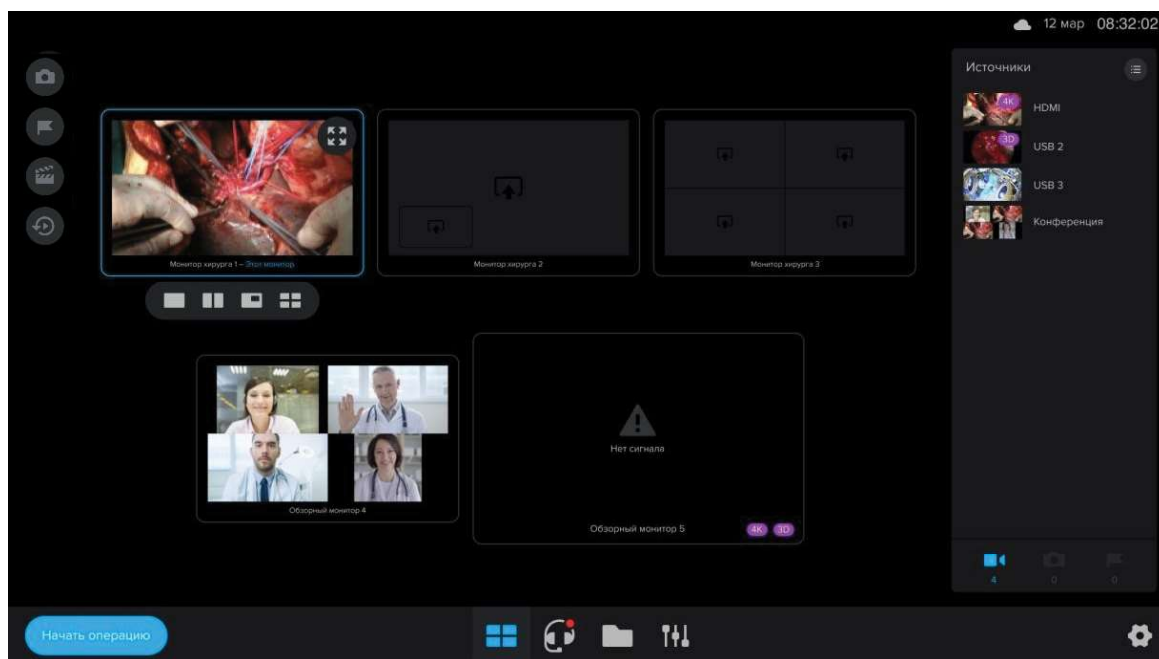 12 мар 08:32:02
Источники
4K
HDMI
3D
USB 2
USB 3
Конференция
Монитор хирурга 1 – Этот монитор
Монитор хирурга 2
Монитор хирурга 3
Обзорный монитор 4
Нет сигнала
Обзорный монитор 5
4K 3D
4 0 0
Начать операцию